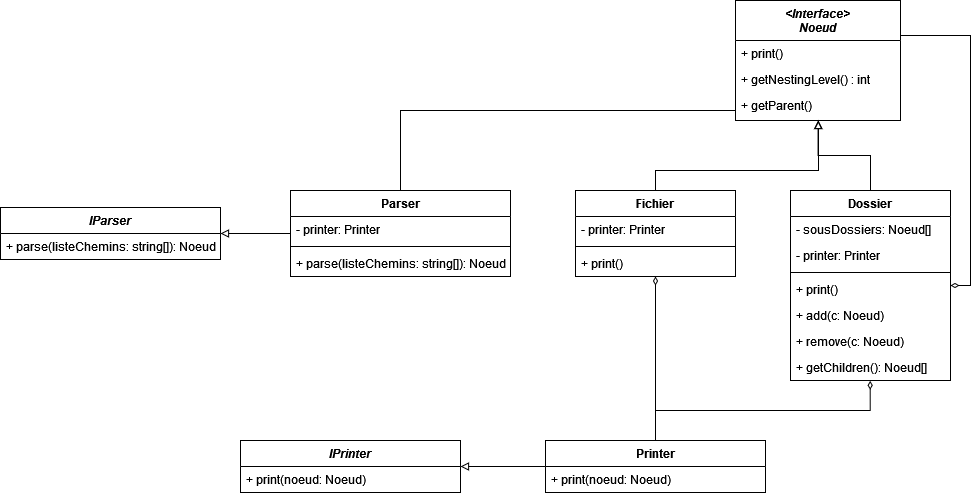 <Interface>
Noeud
+ print()
+ getNestingLevel() : int
+ getParent()
IParser
+ parse(listeChemins: string[]): Noeud
Parser
- printer: Printer
+ parse(listeChemins: string[]): Noeud
Fichier
- printer: Printer
+ print()
Dossier
- sousDossiers: Noeud[]
- printer: Printer
+ print()
+ add(c: Noeud)
+ remove(c: Noeud)
+ getChildren(): Noeud[]
IPrinter
+ print(noeud: Noeud)
Printer
+ print(noeud: Noeud)